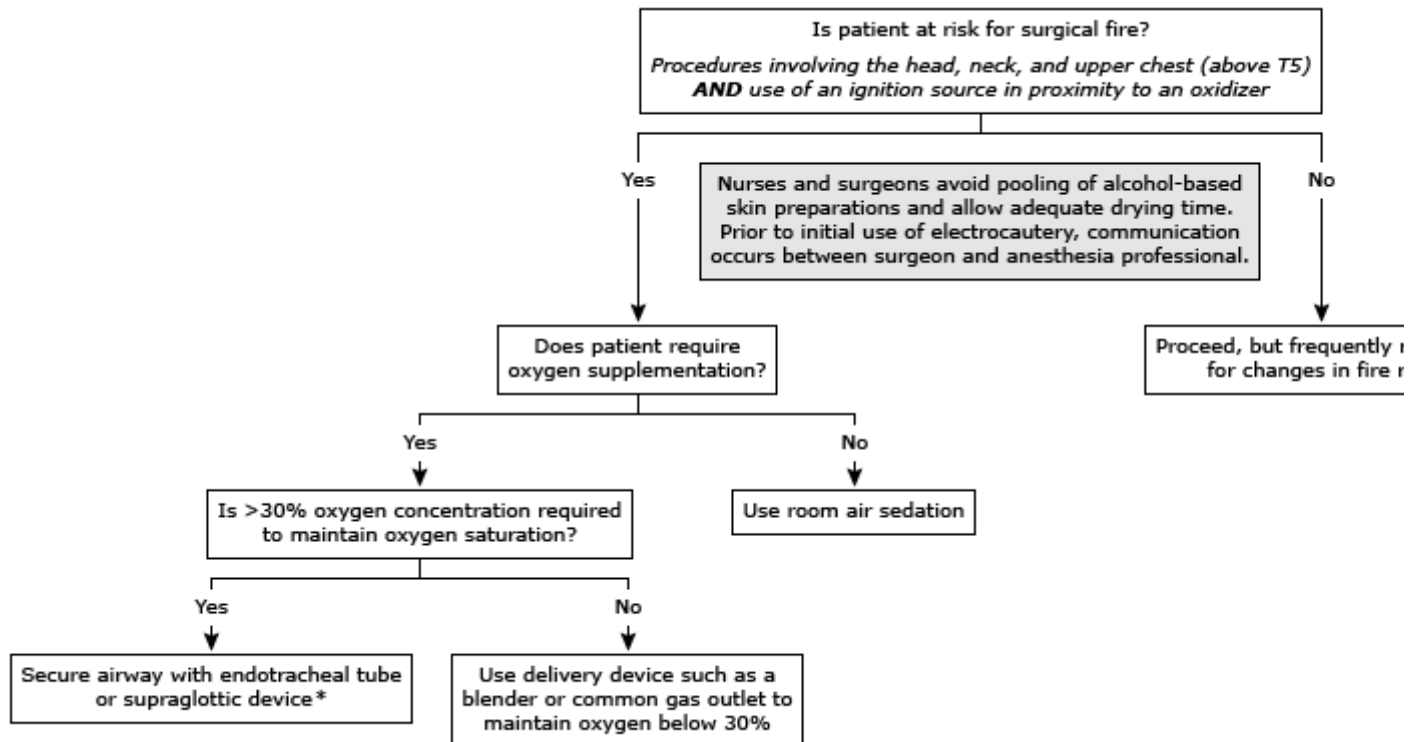 Is patient at risk for surgical fire?
Procedures involving the head, neck, and upper chest (above T5)
AND use of an ignition source in proximity to an oxidizer
Yes
Nurses and surgeons avoid pooling of alcohol-based
skin preparations and allow adequate drying time.
Prior to initial use of electrocautery, communication
occurs between surgeon and anesthesia professional.
No
Does patient require
oxygen supplementation?
Proceed, but frequently
for changes in fire
Yes
No
Is >30% oxygen concentration required
to maintain oxygen saturation?
Use room air sedation
Yes
No
Secure airway with endotracheal tube
or supraglottic device*
Use delivery device such as a
blender or common gas outlet to
maintain oxygen below 30%